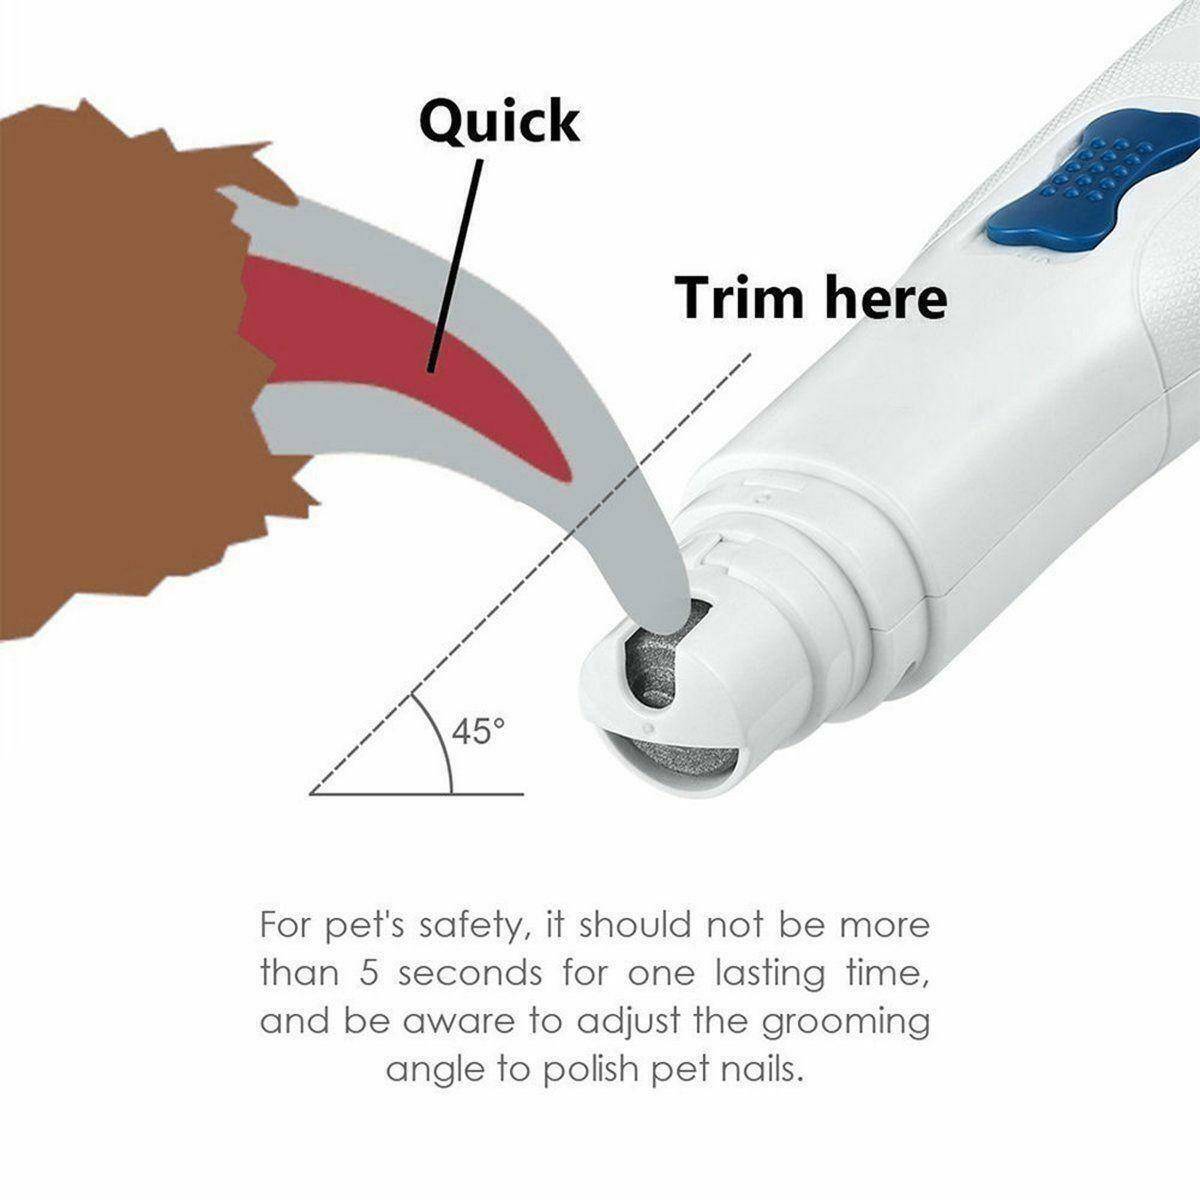 Quick
Trim here
45°
For pet's safety, it should not be more
than 5 seconds for one lasting time,
and be aware to adjust the grooming
angle to polish pet nails.